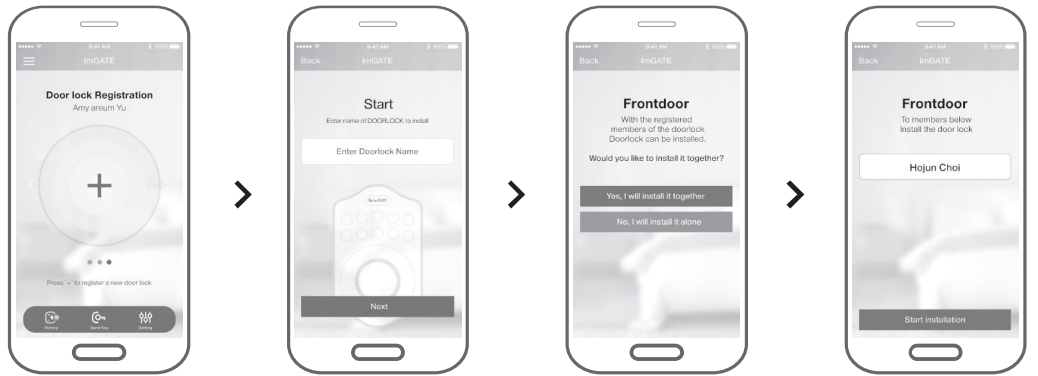 9:41 AM 100%
ImGATE
Door lock Registration
Amy areum Yu
Press '+' to register a new door lock
History Send Key Setting
9:41 AM 100%
Back ImGATE
Start
Enter name of DOORLOCK to install
Enter Doorlock Name
Next
9:41 AM 100%
Back ImGATE
Frontdoor
With the registered
members of the doorlock
Doorlock can be installed.
Would you like to install it together?
Yes, I will install it together
No, I will install it alone
9:41 AM 100%
Back ImGATE
Frontdoor
To members below
Install the door lock
Hojun Choi
Start installation